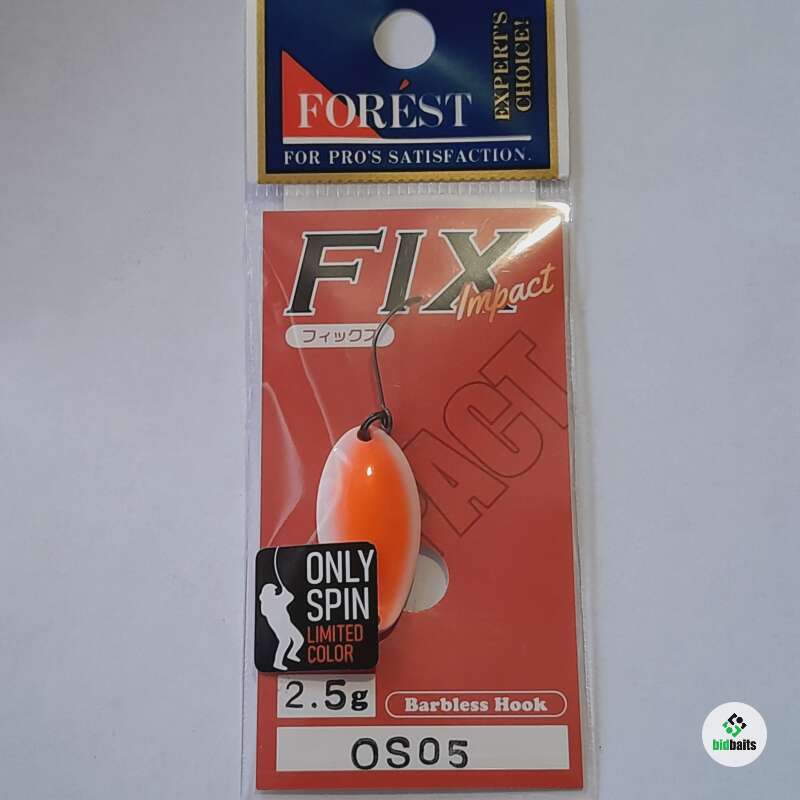 FORÉST
EXPERT'S
CHOICE!
FOR PRO'S SATISFACTION.
FIX
Impact
フィックス
ACT
ONLY
SPIN
LIMITED
COLOR
2.5g
Barbless Hook
OS05
bidbaits